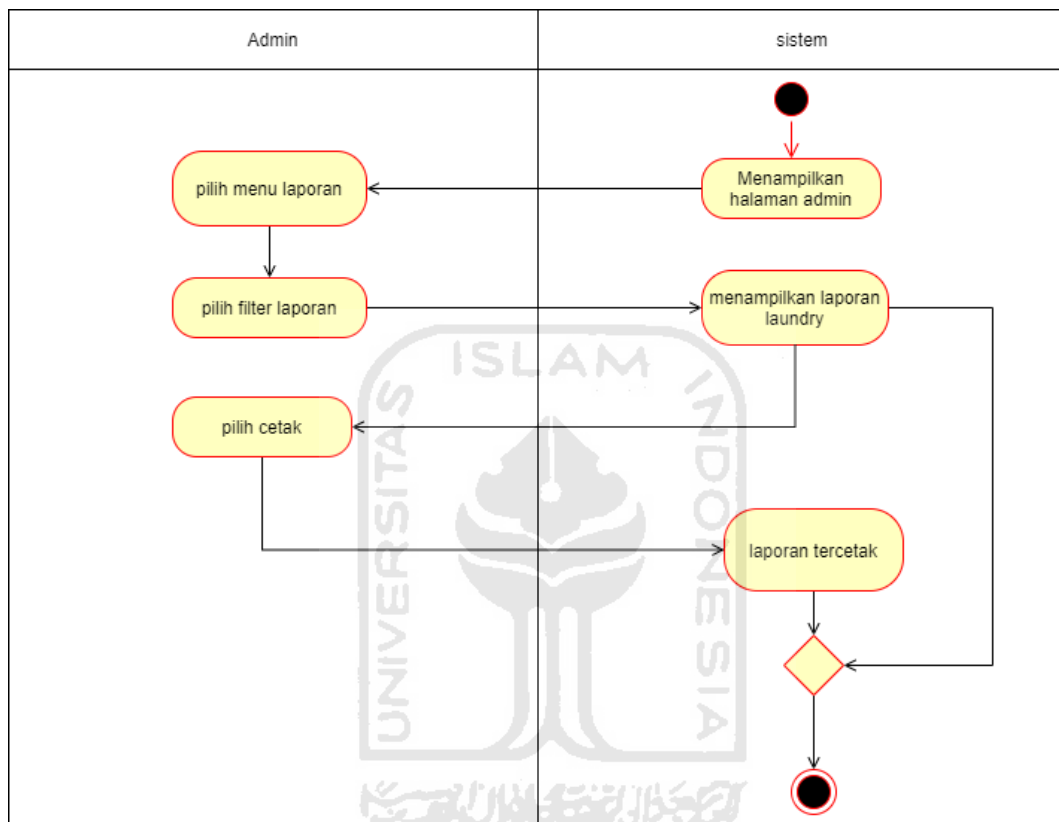 Admin
sistem
Menampilkan
halaman admin
pilih menu laporan
pilih filter laporan
menampilkan laporan
laundry
pilih cetak
laporan tercetak
UNIVERSITAS
ISLAM
INDONESIA